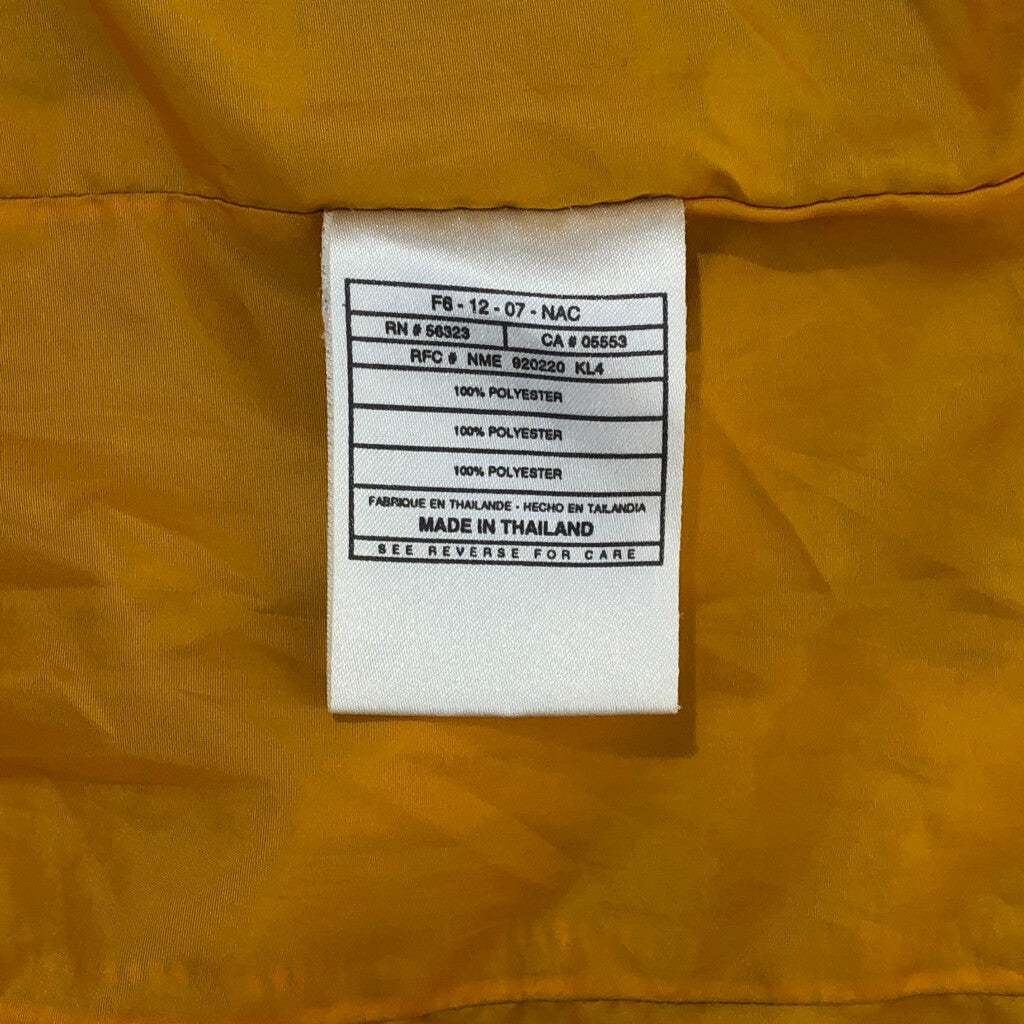 F6 - 12 - 07 - NAC
RN # 56323 CA # 05553
RFC # NME 920220 KL4
100% POLYESTER
100% POLYESTER
100% POLYESTER
FABRIQUE EN THAILANDE - HECHO EN TAILANDIA
MADE IN THAILAND
SEE REVERSE FOR CARE